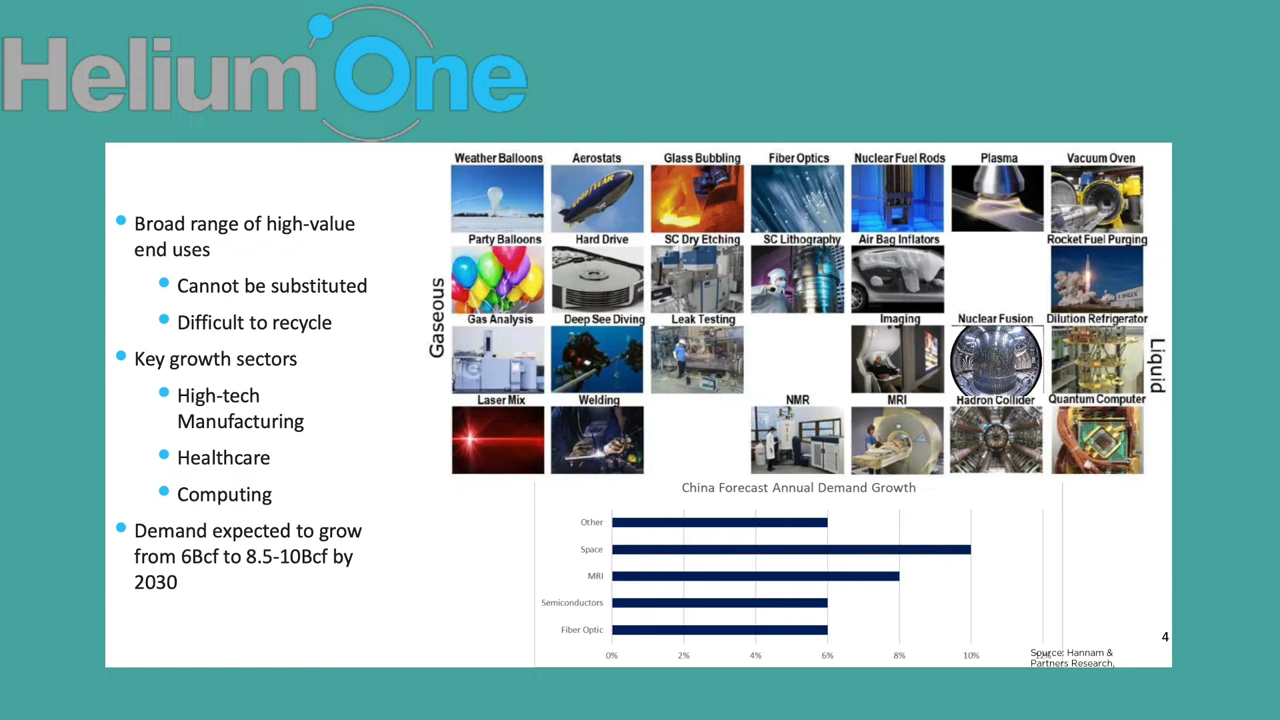 Helium One
Broad range of high-value
end uses
Cannot be substituted
Difficult to recycle
Key growth sectors
High-tech
Manufacturing
Healthcare
Computing
Demand expected to grow
from 6Bcf to 8.5-10Bcf by
2030
Gaseous
Weather Balloons Aerostats Glass Bubbling Fiber Optics Nuclear Fuel Rods Plasma Vacuum Oven
GOODYEAR
Party Balloons Hard Drive SC Dry Etching SC Lithography Air Bag Inflators Rocket Fuel Purging
Gas Analysis Deep See Diving Leak Testing Imaging Nuclear Fusion Dilution Refrigerator
Laser Mix Welding NMR MRI Hadron Collider Quantum Computer
Liquid
China Forecast Annual Demand Growth
Other
Space
MRI
Semiconductors
Fiber Optic
0% 2% 4% 6% 8% 10% 12%
4
Source: Hannam &
Partners Research,